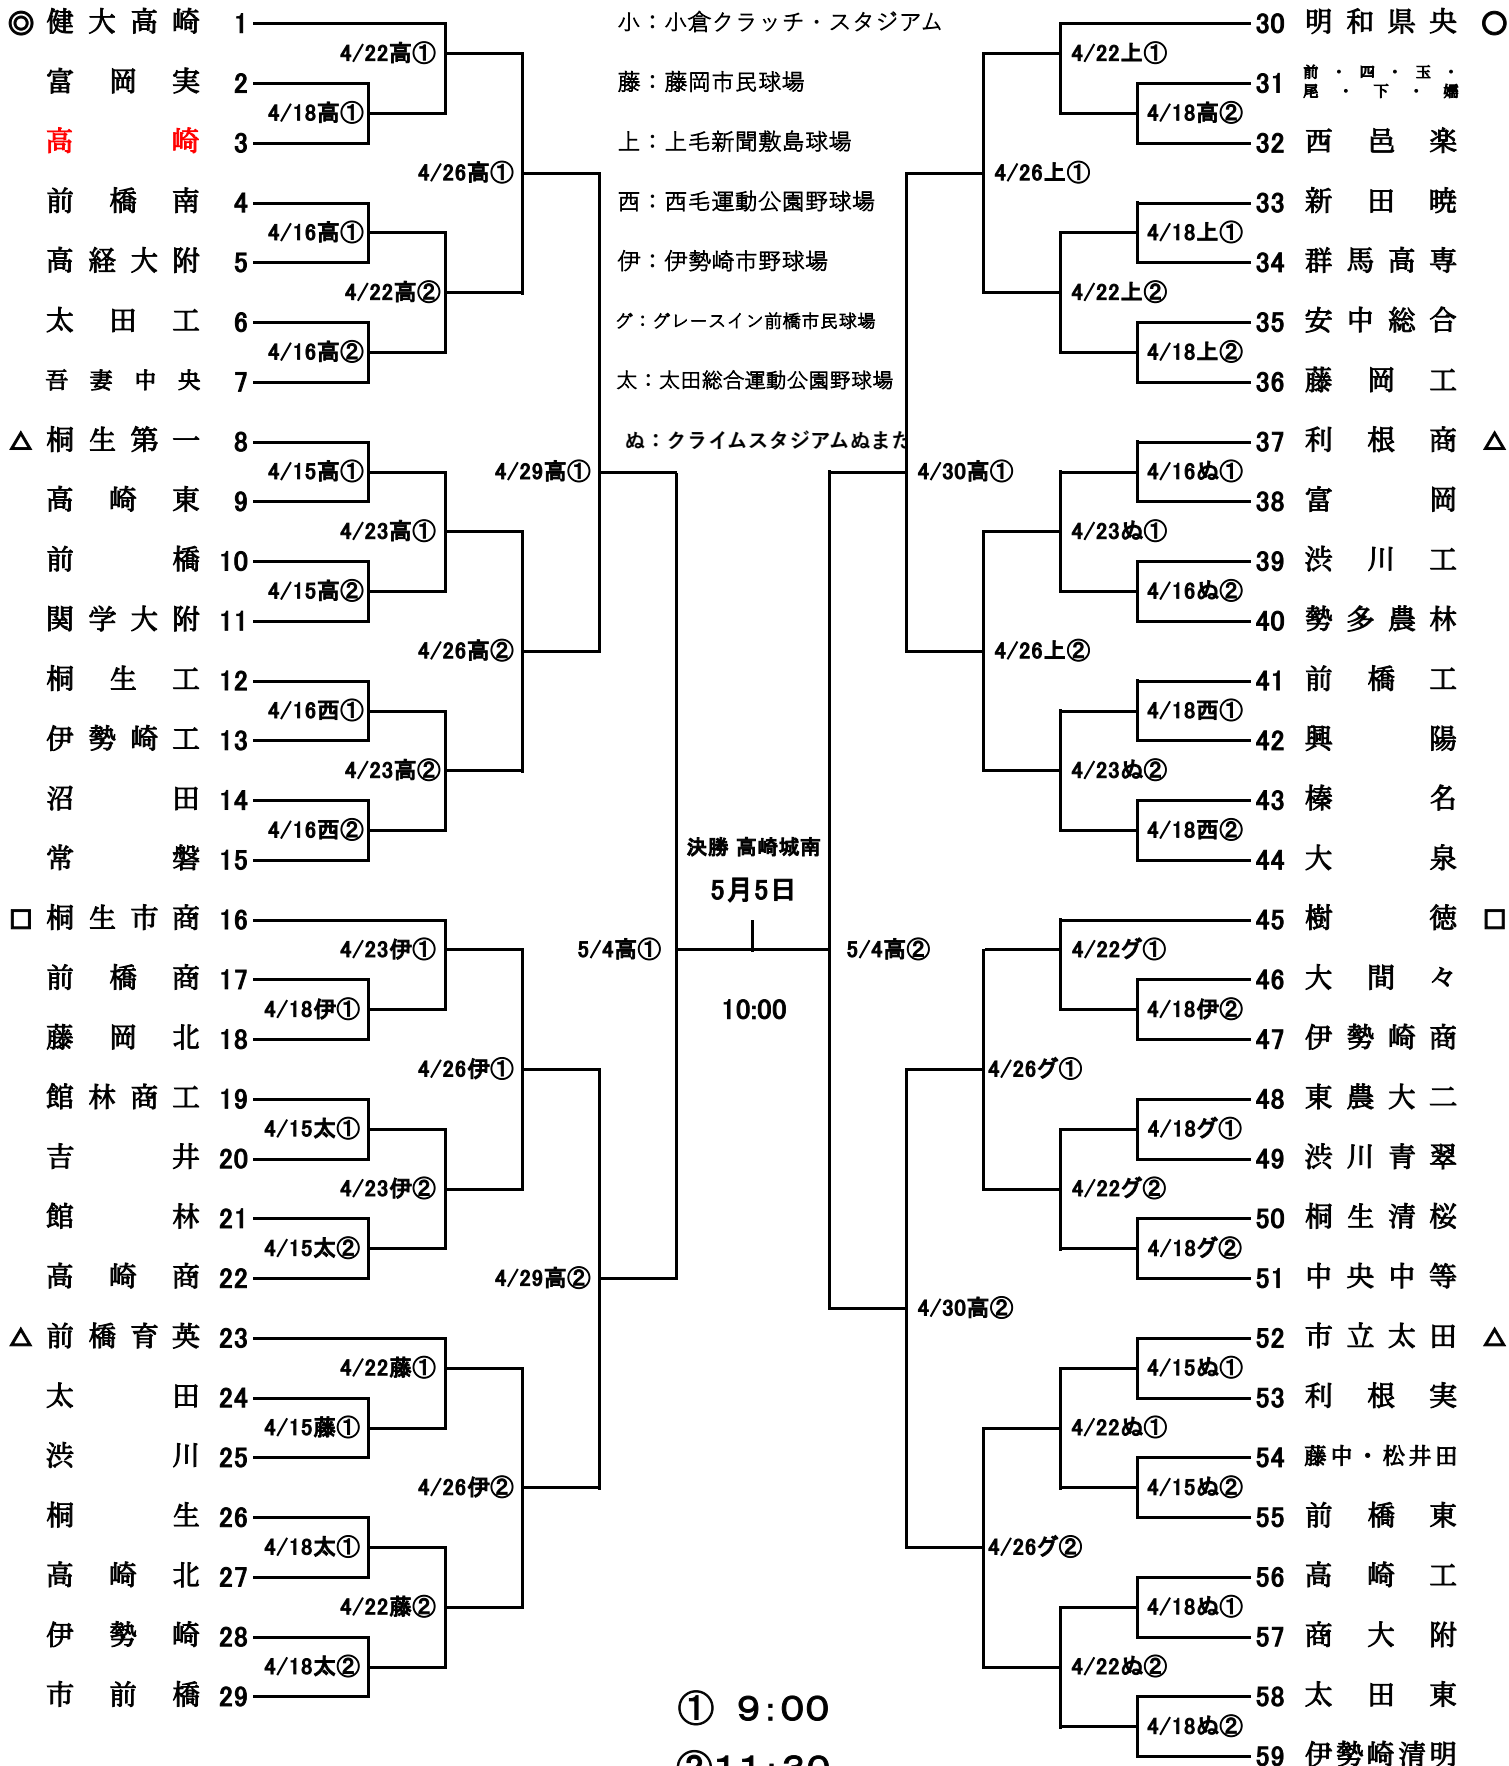 ◎ 健大高崎 1
4/22高①
富岡実 2
4/18高①
高崎 3
4/26高①
前橋南 4
4/16高①
高経大附 5
4/22高②
太田工 6
4/16高②
吾妻中央 7
△ 桐生第一 8
4/15高①
4/29高①
高崎東 9
4/23高①
前橋 10
4/15高②
関学大附 11
4/26高②
桐生工 12
4/16西①
伊勢崎工 13
4/23高②
沼田 14
4/16西②
常磐 15
□ 桐生市商 16
4/23伊①
5/4高①
前橋商 17
4/18伊①
藤岡北 18
4/26伊①
館林商工 19
4/15太①
吉井 20
4/23伊②
館林 21
4/15太②
高崎商 22
4/29高②
△ 前橋育英 23
4/22藤①
太田 24
4/15藤①
渋川 25
4/26伊②
桐生 26
4/18太①
高崎北 27
4/22藤②
伊勢崎 28
4/18太②
市前橋 29
小：小倉クラッチ・スタジアム
藤：藤岡市民球場
上：上毛新聞敷島球場
西：西毛運動公園野球場
伊：伊勢崎市野球場
グ：グレースイン前橋市民球場
太：太田総合運動公園野球場
ぬ：クライムスタジアムぬまた
決勝 高崎城南
5月5日
10:00
① 9:00
②11:30
30 明和県央 ○
4/22上①
31 前・四・玉・
尾・下・嬬
4/18高②
32 西邑楽
4/26上①
33 新田暁
4/18上①
34 群馬高専
4/22上②
35 安中総合
4/18上②
36 藤岡工
37 利根商 △
4/30高①
4/16ぬ①
38 富岡
4/23ぬ①
39 渋川工
4/16ぬ②
40 勢多農林
4/26上②
41 前橋工
4/18西①
42 興陽
4/23ぬ②
43 榛名
4/18西②
44 大泉
45 樹徳 □
5/4高②
4/22グ①
46 大間々
4/18伊②
47 伊勢崎商
4/26グ①
48 東農大二
4/18グ①
49 渋川青翠
4/22グ②
50 桐生清桜
4/18グ②
51 中央中等
4/30高②
52 市立太田 △
4/15ぬ①
53 利根実
4/22ぬ①
54 藤中・松井田
4/15ぬ②
55 前橋東
4/26グ②
56 高崎工
4/18ぬ①
57 商大附
4/22ぬ②
58 太田東
4/18ぬ②
59 伊勢崎清明